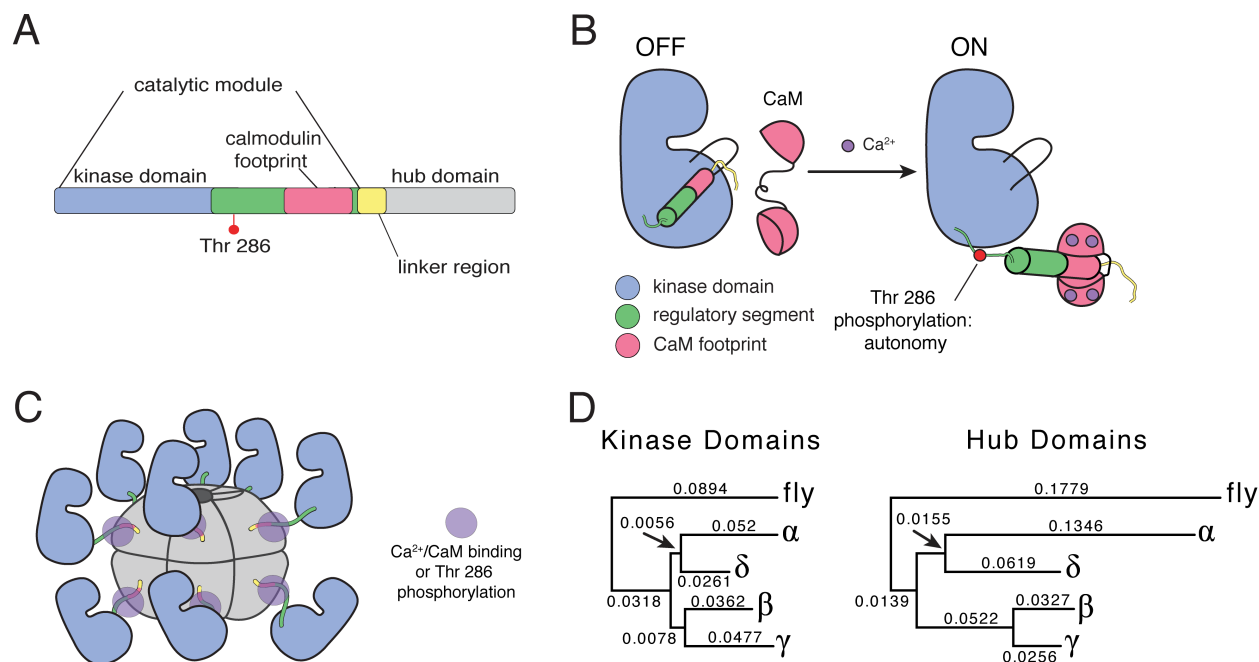 A
catalytic module
calmodulin
footprint
kinase domain
hub domain
Thr 286
linker region
B
OFF
ON
CaM
Ca²⁺
kinase domain
regulatory segment
CaM footprint
Thr 286
phosphorylation:
autonomy
C
Ca²⁺/CaM binding
or Thr 286
phosphorylation
D
Kinase Domains
0.0894
fly
0.0056
0.052
α
0.0261
δ
0.0318
0.0362
β
0.0078
0.0477
γ
Hub Domains
0.1779
fly
0.0155
0.1346
α
0.0619
δ
0.0139
0.0522
0.0327
β
0.0256
γ